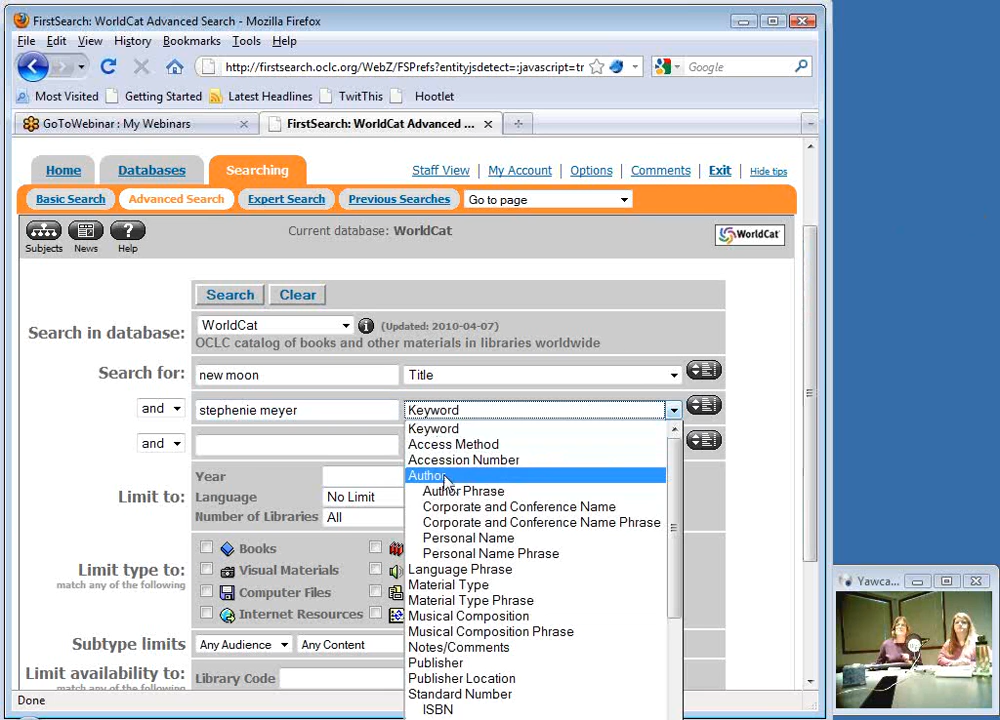 FirstSearch: WorldCat Advanced Search - Mozilla Firefox
File Edit View History Bookmarks Tools Help
http://firstsearch.oclc.org/WebZ/FSPrefs?entityjsdetect=:javascript=tr
Google
Most Visited Getting Started Latest Headlines TwitThis Hootlet
GoToWebinar : My Webinars
FirstSearch: WorldCat Advanced ...
Home Databases Searching
Staff View | My Account | Options | Comments | Exit | Hide tips
Basic Search Advanced Search Expert Search Previous Searches Go to page
Subjects News Help
Current database: WorldCat
WorldCat
Search Clear
Search in database: WorldCat (Updated: 2010-04-07)
OCLC catalog of books and other materials in libraries worldwide
Search for: new moon Title
and stephenie meyer Keyword
and
Keyword
Access Method
Accession Number
Author
Author Phrase
Corporate and Conference Name
Corporate and Conference Name Phrase
Personal Name
Personal Name Phrase
Language Phrase
Material Type
Material Type Phrase
Musical Composition
Musical Composition Phrase
Notes/Comments
Publisher
Publisher Location
Standard Number
ISBN
Limit to:
Year
Language No Limit
Number of Libraries All
Limit type to:
match any of the following
Books
Visual Materials
Computer Files
Internet Resources
Subtype limits Any Audience Any Content
Limit availability to:
match any of the following
Library Code
Done
Yawca...